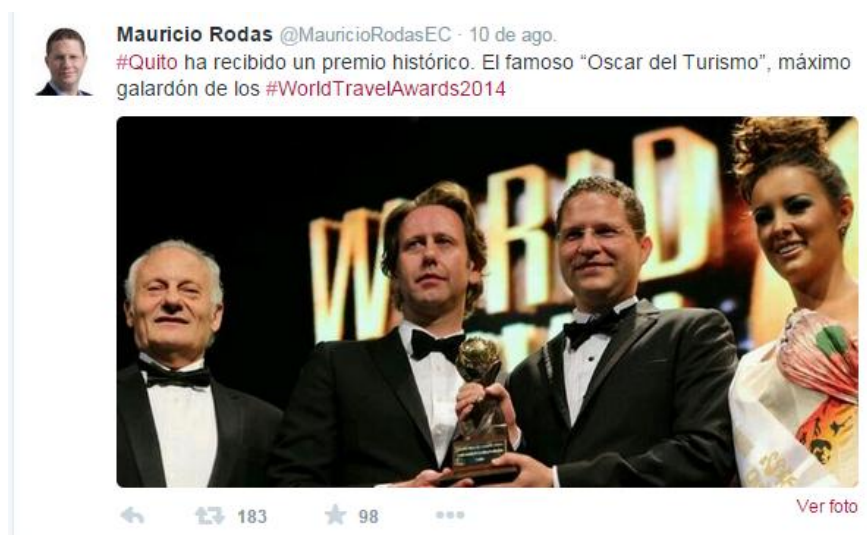 Mauricio Rodas @MauricioRodasEC · 10 de ago.
#Quito ha recibido un premio histórico. El famoso “Oscar del Turismo”, máximo
galardón de los #WorldTravelAwards2014
WORLD
183
98
Ver foto